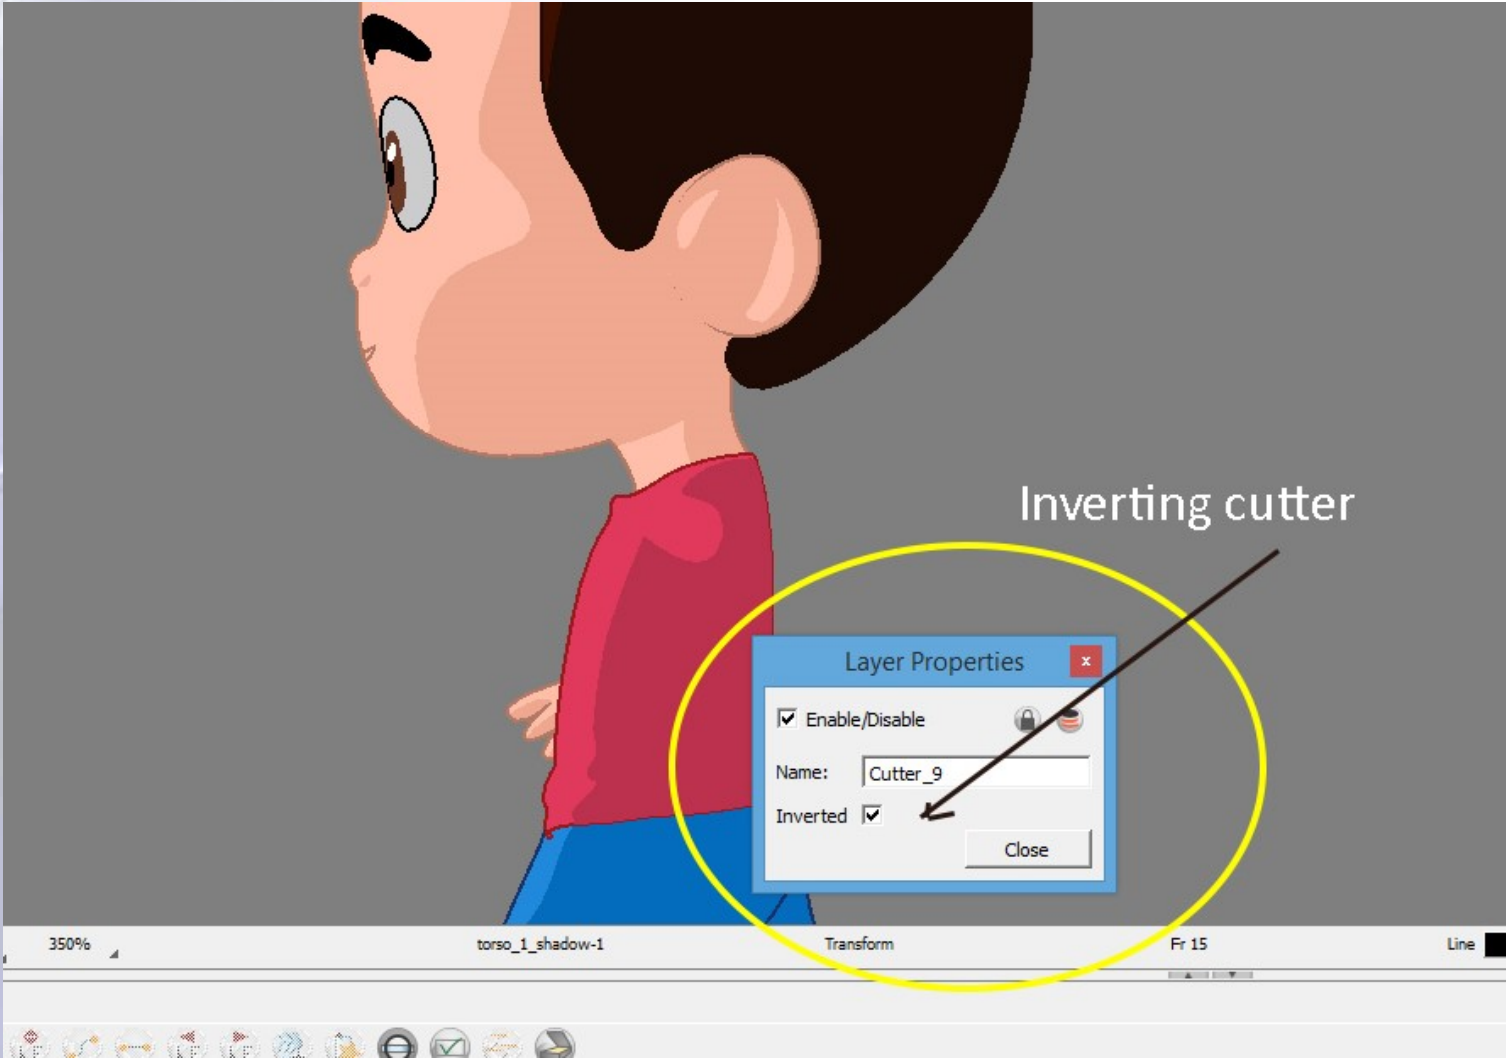 Inverting cutter
Layer Properties
x
Enable/Disable
Name: Cutter_9
Inverted
Close
350% torso_1_shadow-1 Transform Fr 15 Line